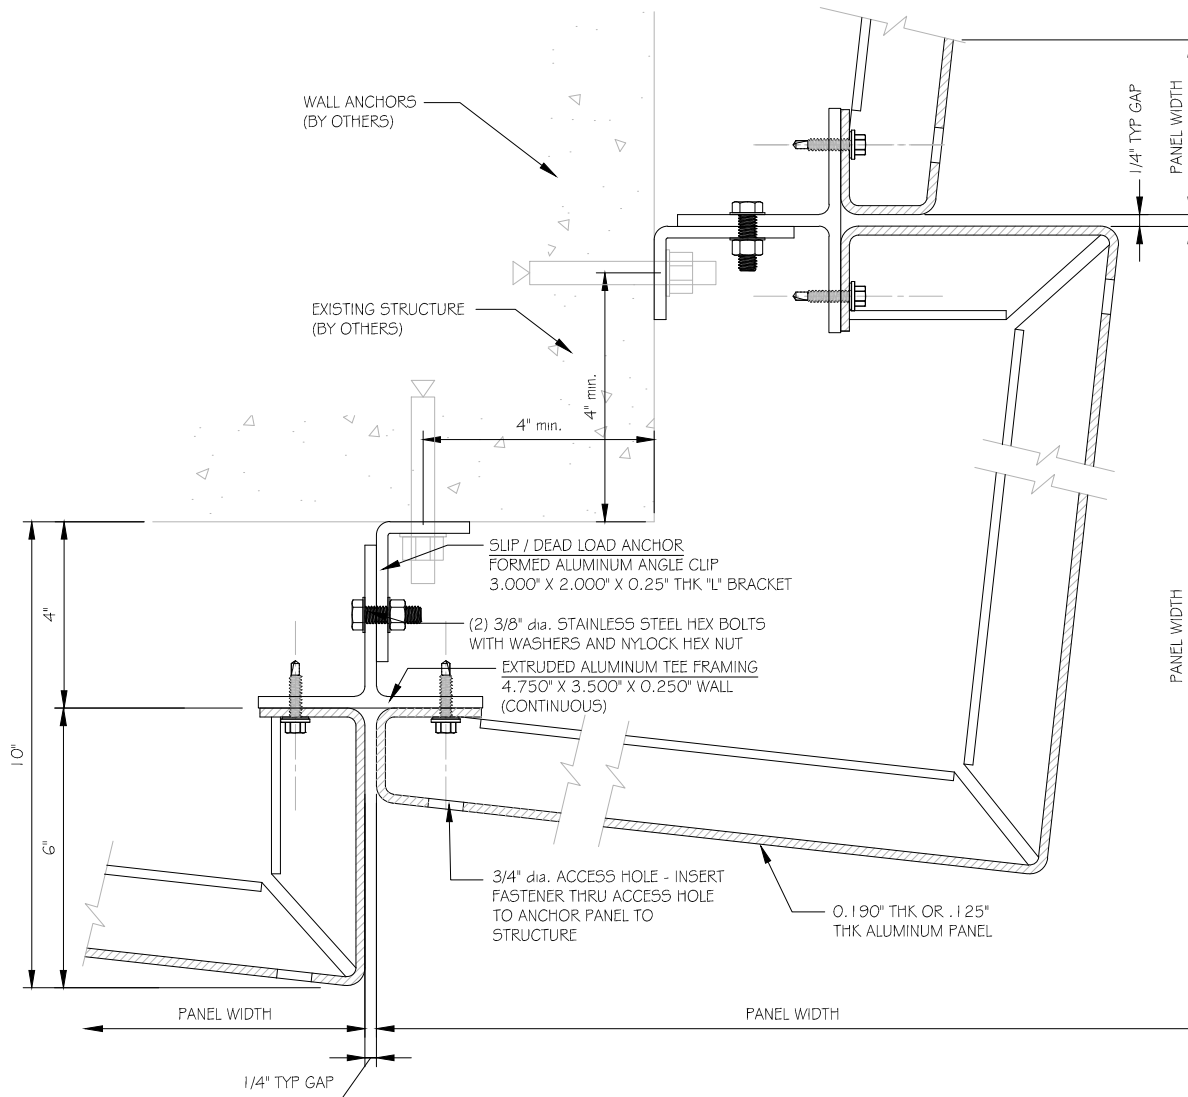 WALL ANCHORS
(BY OTHERS)
1/4" TYP GAP
PANEL WIDTH
EXISTING STRUCTURE
(BY OTHERS)
4" min.
4" min.
SLIP / DEAD LOAD ANCHOR
FORMED ALUMINUM ANGLE CLIP
3.000" X 2.000" X 0.25" THK "L" BRACKET
4"
(2) 3/8" dia. STAINLESS STEEL HEX BOLTS
WITH WASHERS AND NYLOCK HEX NUT
EXTRUDED ALUMINUM TEE FRAMING
4.750" X 3.500" X 0.250" WALL
(CONTINUOUS)
PANEL WIDTH
10"
6"
3/4" dia. ACCESS HOLE - INSERT
FASTENER THRU ACCESS HOLE
TO ANCHOR PANEL TO
STRUCTURE
0.190" THK OR .125"
THK ALUMINUM PANEL
PANEL WIDTH
PANEL WIDTH
1/4" TYP GAP